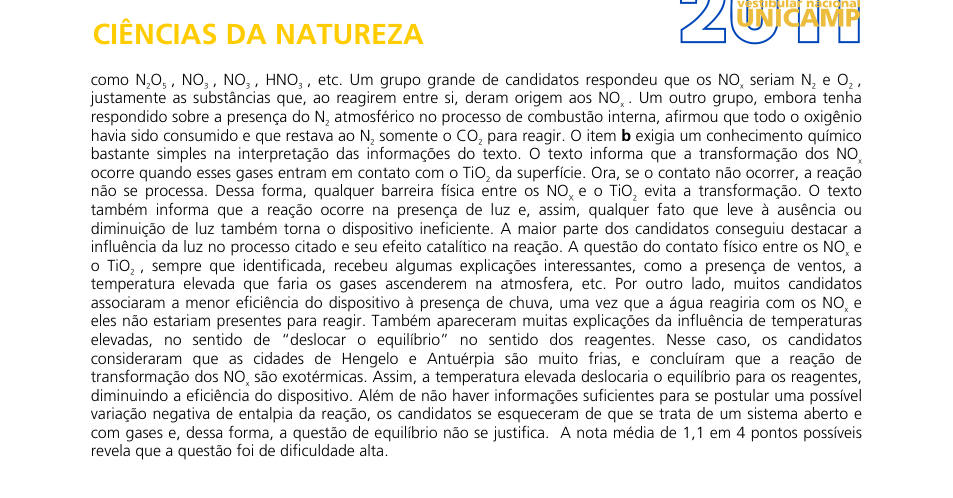 vestibular nacional
2011
UNICAMP
CIÊNCIAS DA NATUREZA
como N₂O₅ , NO₃ , NO₃ , HNO₃ , etc. Um grupo grande de candidatos respondeu que os NOₓ seriam N₂ e O₂ ,
justamente as substâncias que, ao reagirem entre si, deram origem aos NOₓ . Um outro grupo, embora tenha
respondido sobre a presença do N₂ atmosférico no processo de combustão interna, afirmou que todo o oxigênio
havia sido consumido e que restava ao N₂ somente o CO₂ para reagir. O item b exigia um conhecimento químico
bastante simples na interpretação das informações do texto. O texto informa que a transformação dos NOₓ
ocorre quando esses gases entram em contato com o TiO₂ da superfície. Ora, se o contato não ocorrer, a reação
não se processa. Dessa forma, qualquer barreira física entre os NOₓ e o TiO₂ evita a transformação. O texto
também informa que a reação ocorre na presença de luz e, assim, qualquer fato que leve à ausência ou
diminuição de luz também torna o dispositivo ineficiente. A maior parte dos candidatos conseguiu destacar a
influência da luz no processo citado e seu efeito catalítico na reação. A questão do contato físico entre os NOₓ e
o TiO₂ , sempre que identificada, recebeu algumas explicações interessantes, como a presença de ventos, a
temperatura elevada que faria os gases ascenderem na atmosfera, etc. Por outro lado, muitos candidatos
associaram a menor eficiência do dispositivo à presença de chuva, uma vez que a água reagiria com os NOₓ e
eles não estariam presentes para reagir. Também apareceram muitas explicações da influência de temperaturas
elevadas, no sentido de “deslocar o equilíbrio” no sentido dos reagentes. Nesse caso, os candidatos
consideraram que as cidades de Hengelo e Antuérpia são muito frias, e concluíram que a reação de
transformação dos NOₓ são exotérmicas. Assim, a temperatura elevada deslocaria o equilíbrio para os reagentes,
diminuindo a eficiência do dispositivo. Além de não haver informações suficientes para se postular uma possível
variação negativa de entalpia da reação, os candidatos se esqueceram de que se trata de um sistema aberto e
com gases e, dessa forma, a questão de equilíbrio não se justifica. A nota média de 1,1 em 4 pontos possíveis
revela que a questão foi de dificuldade alta.